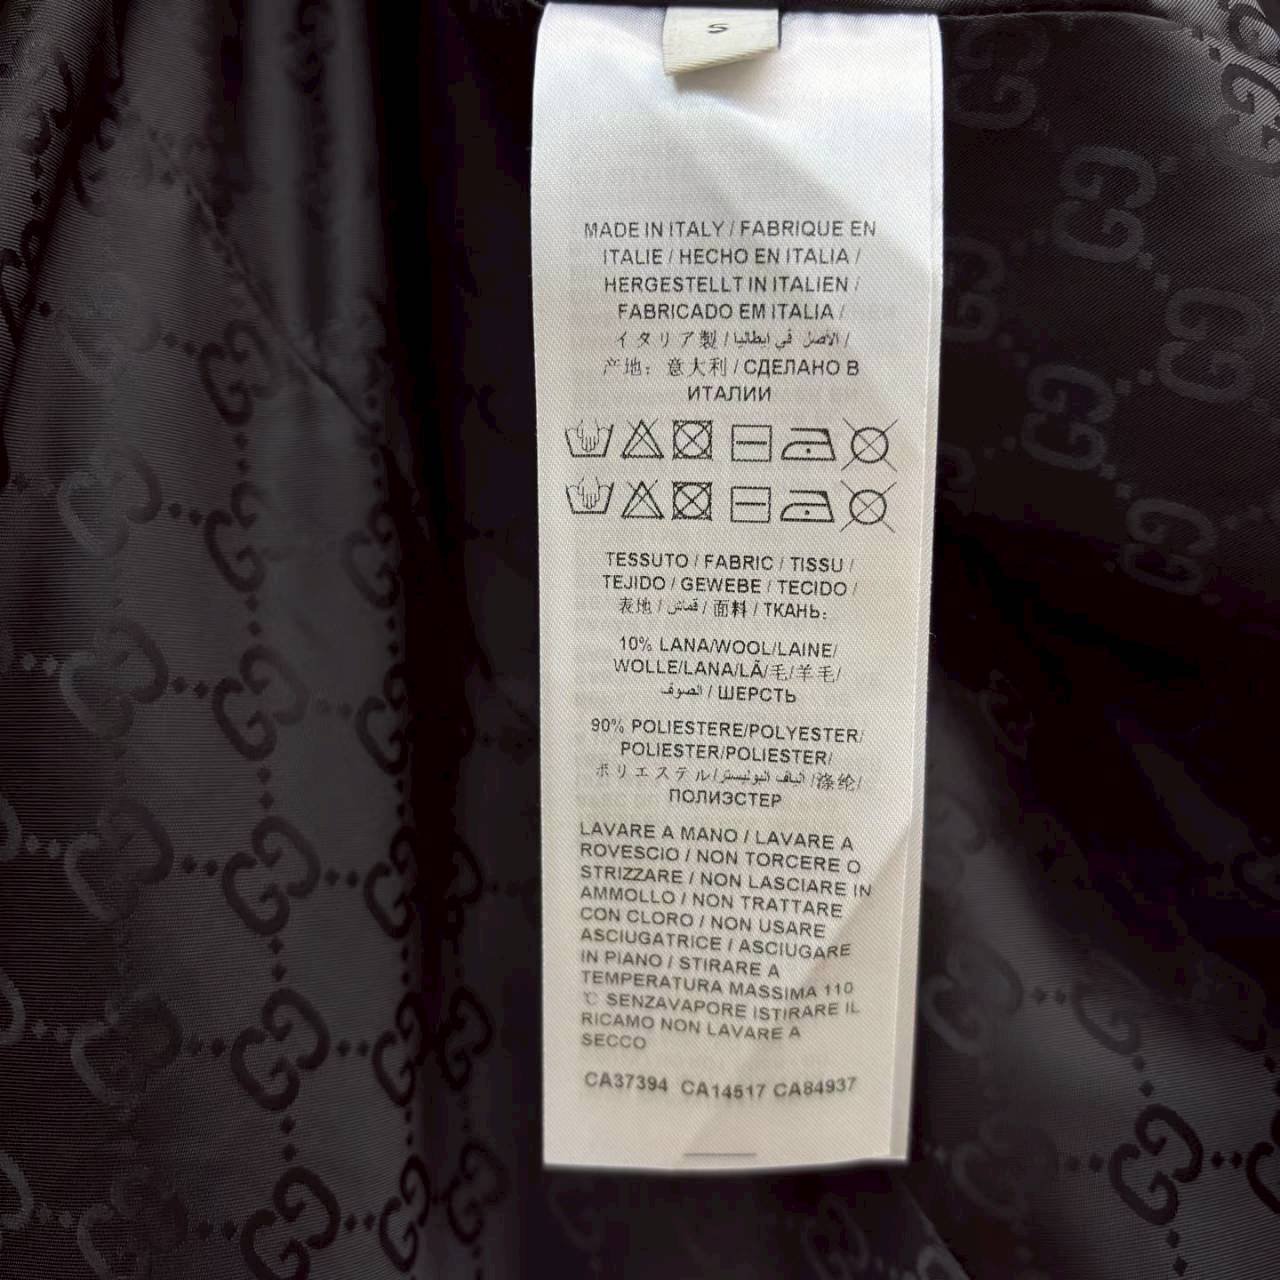 S
MADE IN ITALY / FABRIQUE EN
ITALIE / HECHO EN ITALIA /
HERGESTELLT IN ITALIEN /
FABRICADO EM ITALIA /
イタリア製 / الأصل في ايطاليا /
产地：意大利 / СДЕЛАНО В
ИТАЛИИ
TESSUTO / FABRIC / TISSU /
TEJIDO / GEWEBE / TECIDO /
表地 / قماش / 面料 / ТКАНЬ:
10% LANA/WOOL/LAINE/
WOLLE/LANA/LÃ/毛/羊毛/
الصوف / ШЕРСТЬ
90% POLIESTERE/POLYESTER/
POLIESTER/POLIESTER/
ポリエステル/الياف البوليستر/涤纶/
ПОЛИЭСТЕР
LAVARE A MANO / LAVARE A
ROVESCIO / NON TORCERE O
STRIZZARE / NON LASCIARE IN
AMMOLLO / NON TRATTARE
CON CLORO / NON USARE
ASCIUGATRICE / ASCIUGARE
IN PIANO / STIRARE A
TEMPERATURA MASSIMA 110
℃ SENZAVAPORE ISTIRARE IL
RICAMO NON LAVARE A
SECCO
CA37394 CA14517 CA84937